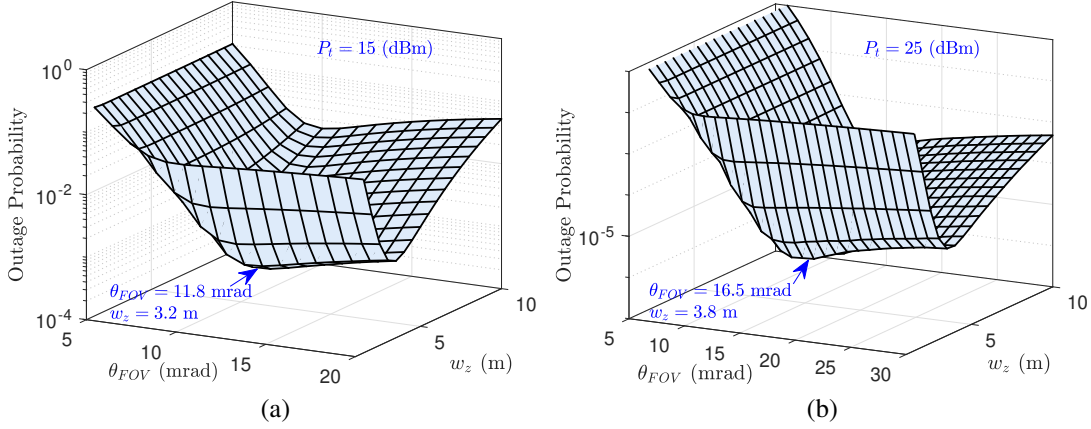 P_t = 15 (dBm)
10^0
10^-2
10^-4
Outage Probability
θ_FOV = 11.8 mrad
w_z = 3.2 m
5
10
15
20
θ_FOV (mrad)
5
10
w_z (m)
(a)
P_t = 25 (dBm)
10^-5
Outage Probability
θ_FOV = 16.5 mrad
w_z = 3.8 m
5
10
15
20
25
30
θ_FOV (mrad)
5
10
w_z (m)
(b)